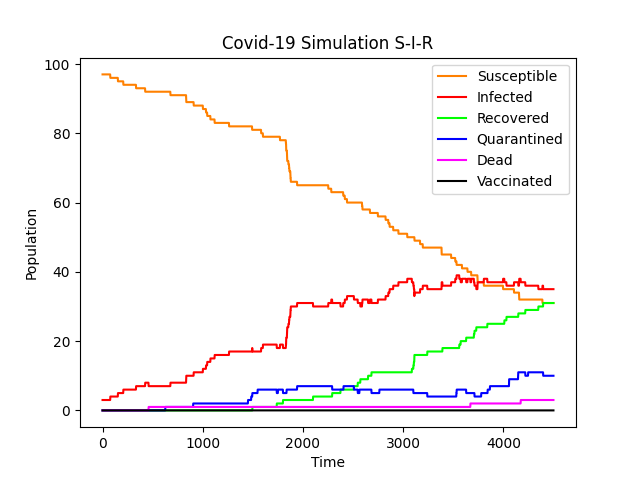 Covid-19 Simulation S-I-R
100
80
60
40
20
0
Population
Susceptible
Infected
Recovered
Quarantined
Dead
Vaccinated
0 1000 2000 3000 4000
Time